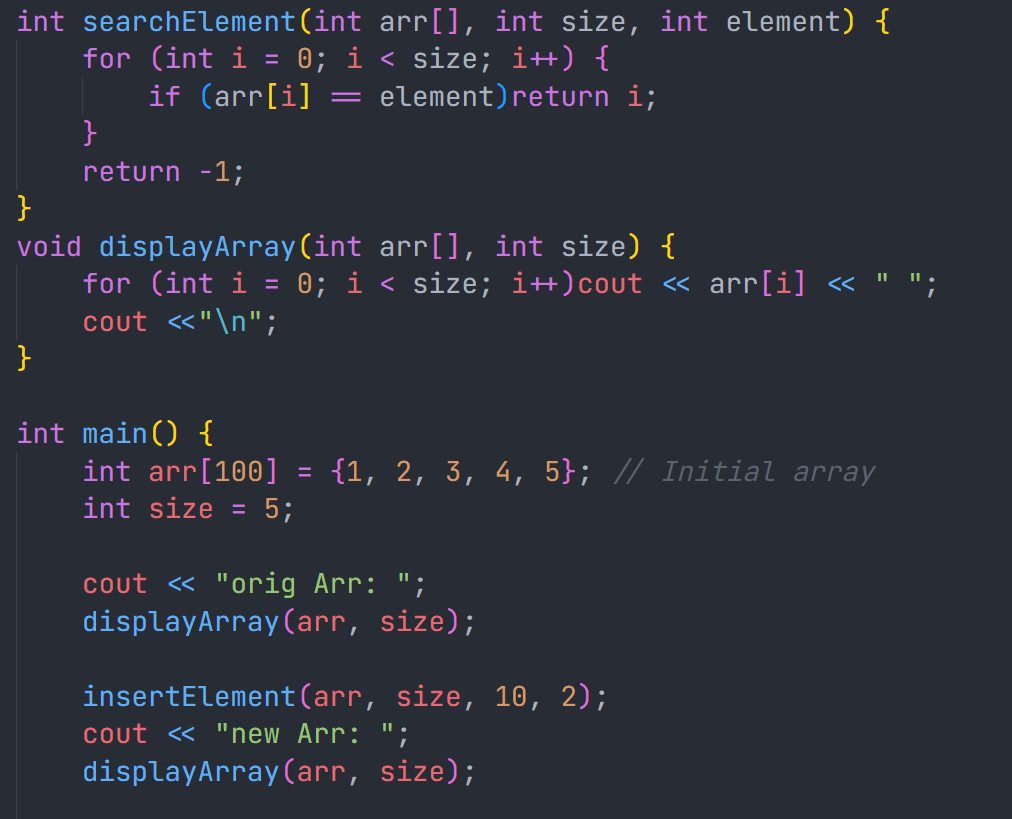 int searchElement(int arr[], int size, int element) {
    for (int i = 0; i < size; i++) {
        if (arr[i] == element)return i;
    }
    return -1;
}
void displayArray(int arr[], int size) {
    for (int i = 0; i < size; i++)cout << arr[i] << " ";
    cout <<"\n";
}

int main() {
    int arr[100] = {1, 2, 3, 4, 5}; // Initial array
    int size = 5;

    cout << "orig Arr: ";
    displayArray(arr, size);

    insertElement(arr, size, 10, 2);
    cout << "new Arr: ";
    displayArray(arr, size);